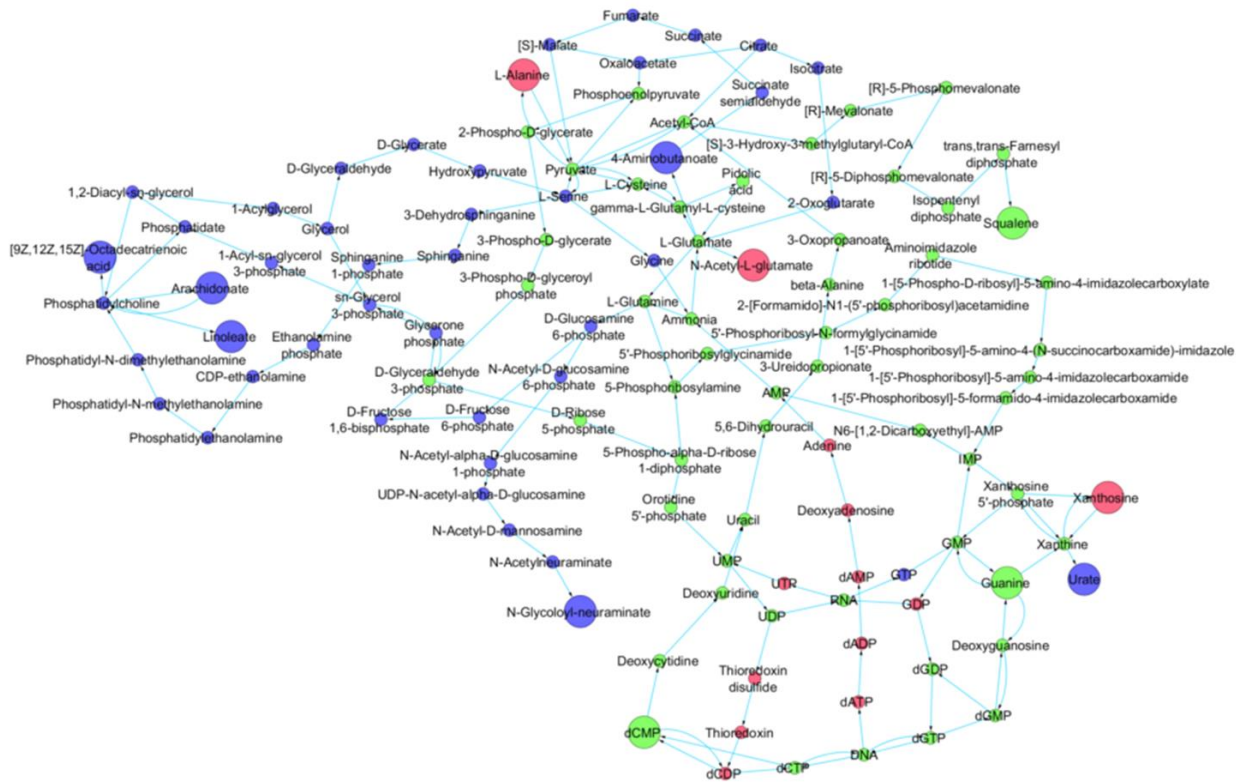 Fumarate
[S]-Malate
Succinate
Citrate
Oxaloacetate
Isocitrate
L-Alanine
Phosphoenolpyruvate
Succinate
semialdehyde
[R]-5-Phosphomevalonate
[R]-Mevalonate
2-Phospho-D-glycerate
Acetyl-CoA
[S]-3-Hydroxy-3-methylglutaryl-CoA
trans,trans-Farnesyl
diphosphate
D-Glycerate
D-Glyceraldehyde
Hydroxypyruvate
Pyruvate
4-Aminobutanoate
L-Cysteine
Pidolic
acid
[R]-5-Diphosphomevalonate
1,2-Diacyl-sn-glycerol
1-Acylglycerol
L-Serine
gamma-L-Glutamyl-L-cysteine
2-Oxoglutarate
Isopentenyl
diphosphate
Squalene
Phosphatidate
Glycerol
3-Dehydrosphinganine
3-Phospho-D-glycerate
L-Glutamate
3-Oxopropanoate
Aminoimidazole
ribotide
[9Z,12Z,15Z]-Octadecatrienoic
acid
1-Acyl-sn-glycerol
3-phosphate
Sphinganine
1-phosphate
Sphinganine
Glycine
N-Acetyl-L-glutamate
3-Phospho-D-glyceroyl
phosphate
beta-Alanine
1-[5-Phospho-D-ribosyl]-5-amino-4-imidazolecarboxylate
Phosphatidylcholine
Arachidonate
sn-Glycerol
3-phosphate
L-Glutamine
2-[Formamido]-N1-(5'-phosphoribosyl)acetamidine
Linoleate
Ethanolamine
phosphate
Glyserone
phosphate
D-Glucosamine
6-phosphate
Ammonia
5'-Phosphoribosyl-N-formylglycinamide
Phosphatidyl-N-dimethylethanolamine
CDP-ethanolamine
D-Glyceraldehyde
3-phosphate
N-Acetyl-D-glucosamine
6-phosphate
5'-Phosphoribosylglycinamide
3-Ureidopropionate
1-[5'-Phosphoribosyl]-5-amino-4-(N-succinocarboxamide)-imidazole
5-Phosphoribosylamine
1-[5'-Phosphoribosyl]-5-amino-4-imidazolecarboxamide
Phosphatidyl-N-methylethanolamine
AMP
1-[5'-Phosphoribosyl]-5-formamido-4-imidazolecarboxamide
D-Fructose
1,6-bisphosphate
D-Fructose
6-phosphate
D-Ribose
5-phosphate
5,6-Dihydrouracil
N6-[1,2-Dicarboxyethyl]-AMP
Phosphatidylethanolamine
Adenine
N-Acetyl-alpha-D-glucosamine
1-phosphate
5-Phospho-alpha-D-ribose
1-diphosphate
IMP
UDP-N-acetyl-alpha-D-glucosamine
Orotidine
5'-phosphate
Deoxyadenosine
Xanthosine
5'-phosphate
Xanthosine
N-Acetyl-D-mannosamine
Uracil
GMP
Xanthine
N-Acetylneuraminate
UMP
UTP
dAMP
GTP
Guanine
Urate
N-Glycoloyl-neuraminate
Deoxyuridine
UDP
RNA
GDP
Deoxycytidine
dADP
Deoxyguanosine
Thioredoxin
disulfide
dGDP
dATP
dCMP
Thioredoxin
dGMP
dGTP
DNA
dCDP
dCTP